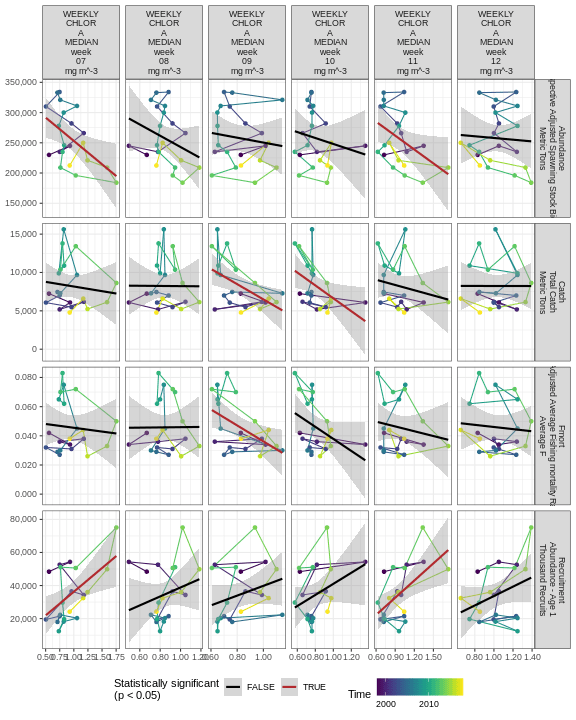 WEEKLY CHLOR A MEDIAN week 07 mg m^-3
WEEKLY CHLOR A MEDIAN week 08 mg m^-3
WEEKLY CHLOR A MEDIAN week 09 mg m^-3
WEEKLY CHLOR A MEDIAN week 10 mg m^-3
WEEKLY CHLOR A MEDIAN week 11 mg m^-3
WEEKLY CHLOR A MEDIAN week 12 mg m^-3
350,000
300,000
250,000
200,000
150,000
Abundance
Adjusted Spawning Stock
Metric Tons
15,000
10,000
5,000
0
Catch
Total Catch
Metric Tons
0.080
0.060
0.040
0.020
0.000
Fmort
Average Fishing mortality
Average F
80,000
60,000
40,000
20,000
Recruitment
Abundance - Age 1
Thousand Recruits
0.50 0.75 1.00 1.25 1.50 1.75
0.60 0.80 1.00 1.20
0.60 0.80 1.00
0.60 0.80 1.00 1.20
0.60 0.90 1.20 1.50
0.80 1.00 1.20 1.40
Statistically significant
(p < 0.05)
FALSE
TRUE
Time
2000
2010